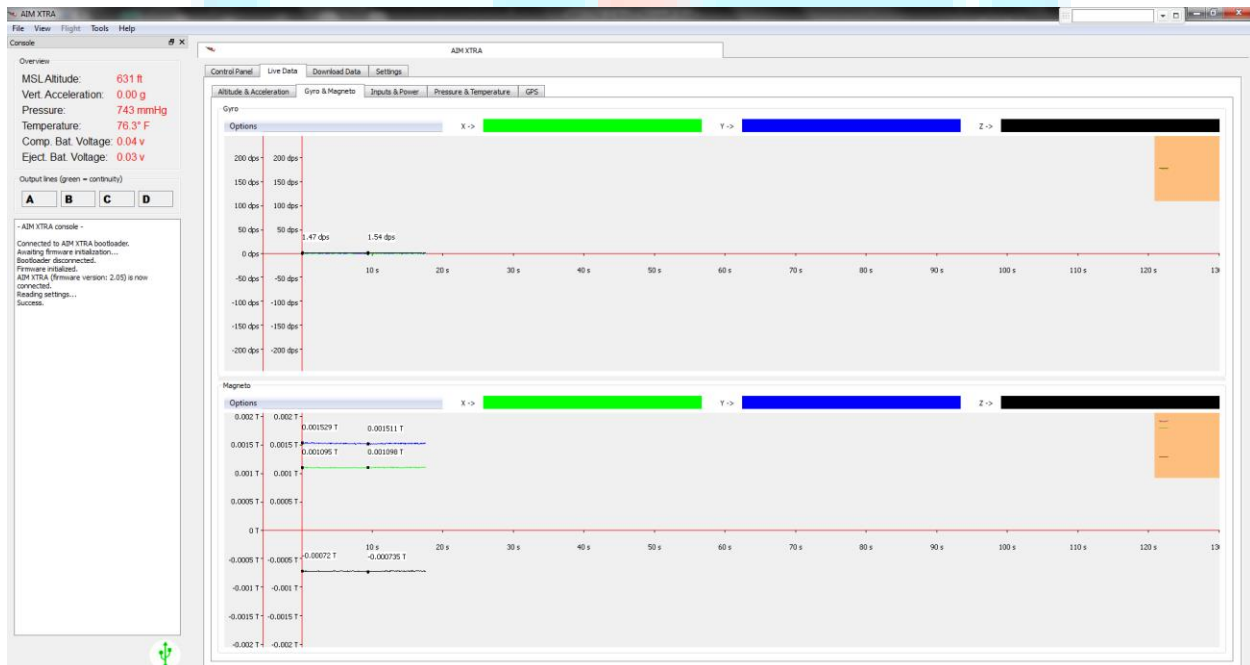 AIM XTRA
File View Flight Tools Help
Console
Overview
MSL Altitude: 631 ft
Vert. Acceleration: 0.00 g
Pressure: 743 mmHg
Temperature: 76.3° F
Comp. Bat. Voltage: 0.04 v
Eject. Bat. Voltage: 0.03 v
Output lines (green = continuity)
A B C D
- AIM XTRA console -
Connected to AIM XTRA bootloader.
Awaiting firmware initialization...
Bootloader disconnected.
Firmware initialized.
AIM XTRA (firmware version: 2.05) is now
connected.
Reading settings...
Success.
AIM XTRA
Control Panel Live Data Download Data Settings
Altitude & Acceleration Gyro & Magneto Inputs & Power Pressure & Temperature GPS
Gyro
Options X -> Y -> Z ->
200 dps 200 dps
150 dps 150 dps
100 dps 100 dps
50 dps 50 dps
1.47 dps 1.54 dps
0 dps
10 s 20 s 30 s 40 s 50 s 60 s 70 s 80 s 90 s 100 s 110 s 120 s 13
-50 dps -50 dps
-100 dps -100 dps
-150 dps -150 dps
-200 dps -200 dps
Magneto
Options X -> Y -> Z ->
0.002 T 0.002 T
0.001529 T 0.001511 T
0.0015 T 0.0015 T
0.001095 T 0.001098 T
0.001 T 0.001 T
0.0005 T 0.0005 T
0 T
10 s 20 s 30 s 40 s 50 s 60 s 70 s 80 s 90 s 100 s 110 s 120 s 13
-0.00072 T -0.000735 T
-0.0005 T -0.0005 T
-0.001 T -0.001 T
-0.0015 T -0.0015 T
-0.002 T -0.002 T